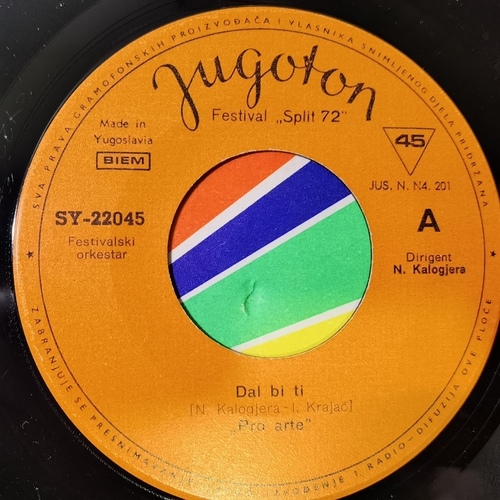 SVA PRAVA GRAMOFONSKIH PROIZVOĐAČA I VLASNIKA SNIMLJENOG DJELA PRIDRŽANA
Jugoton
Festival „Split 72"
Made in
Yugoslavia
BIEM
45
JUS. N. N4. 201
SY-22045
A
Festivalski
orkestar
Dirigent
N. Kalogjera
Dal bi ti
[N. Kalogjera - I. Krajač]
„Pro arte"
ZABRANJUJE SE PRESNIMAVANJE I RADIO-DIFUZIJA OVE PLOČE